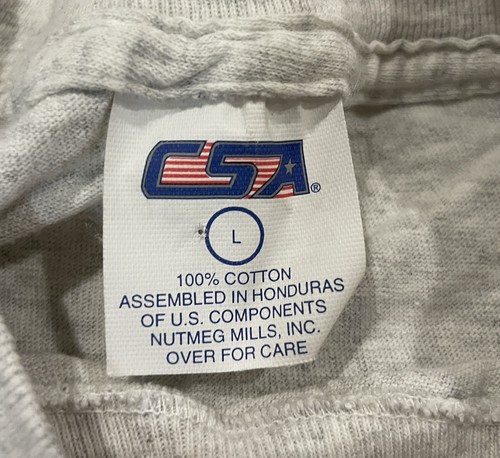 CSA®
L
100% COTTON
ASSEMBLED IN HONDURAS
OF U.S. COMPONENTS
NUTMEG MILLS, INC.
OVER FOR CARE